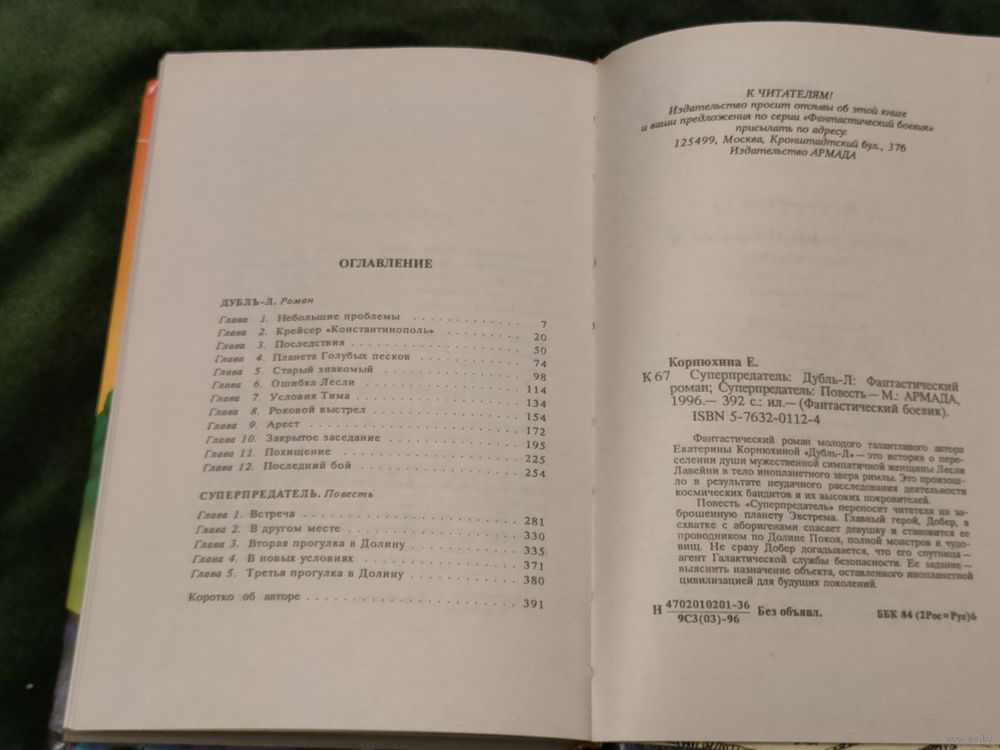 ОГЛАВЛЕНИЕ
ДУБЛЬ-Л. Роман
Глава 1. Небольшие проблемы . . . . . . . . . . 7
Глава 2. Крейсер «Константинополь» . . . . . . . . 20
Глава 3. Последствия . . . . . . . . . . . . . . 50
Глава 4. Планета Голубых песков . . . . . . . . . 74
Глава 5. Старый знакомый . . . . . . . . . . . . 98
Глава 6. Ошибка Лесли . . . . . . . . . . . . . 114
Глава 7. Условия Тима . . . . . . . . . . . . . 134
Глава 8. Роковой выстрел . . . . . . . . . . . . 154
Глава 9. Арест . . . . . . . . . . . . . . . . 172
Глава 10. Закрытое заседание . . . . . . . . . . 195
Глава 11. Похищение . . . . . . . . . . . . . . 225
Глава 12. Последний бой . . . . . . . . . . . . 254
СУПЕРПРЕДАТЕЛЬ. Повесть
Глава 1. Встреча . . . . . . . . . . . . . . . 281
Глава 2. В другом месте . . . . . . . . . . . . 330
Глава 3. Вторая прогулка в Долину . . . . . . . . 335
Глава 4. В новых условиях . . . . . . . . . . . 371
Глава 5. Третья прогулка в Долину . . . . . . . . 380
Коротко об авторе . . . . . . . . . . . . . . . 391
К ЧИТАТЕЛЯМ!
Издательство просит отзывы об этой книге
и ваши предложения по серии «Фантастический боевик»
присылать по адресу:
125499, Москва, Кронштадтский бул., 376
Издательство АРМАДА
Корнюхина Е.
К 67 Суперпредатель: Дубль-Л: Фантастический
роман; Суперпредатель: Повесть — М.: АРМАДА,
1996.— 392 с.: ил.— (Фантастический боевик).
ISBN 5-7632-0112-4
Фантастический роман молодого талантливого автора
Екатерины Корнюхиной «Дубль-Л» — это история о пере-
селении души мужественной симпатичной женщины Лесли
Лавейни в тело инопланетного зверя римлы. Это произош-
ло в результате неудачного расследования деятельности
космических бандитов и их высоких покровителей.
Повесть «Суперпредатель» переносит читателя на за-
брошенную планету Экстрема. Главный герой, Добер, в
схватке с аборигенами спасает девушку и становится ее
проводником по Долине Покоя, полной монстров и чудо-
вищ. Не сразу Добер догадывается, что его спутница —
агент Галактической службы безопасности. Ее задание —
выяснить назначение объекта, оставленного инопланетной
цивилизацией для будущих поколений.
Н 4702010201-36 Без объявл. ББК 84 (2Рос=Рус)6
9С3(03)-96
www.ay.by